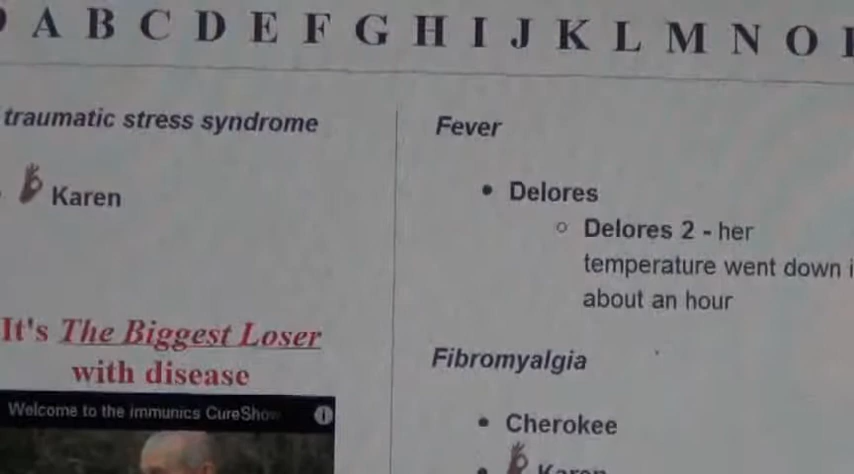 A B C D E F G H I J K L M N O
traumatic stress syndrome
Karen
It's The Biggest Loser
with disease
Welcome to the immunics CureShow
Fever
Delores
Delores 2 - her
temperature went down i
about an hour
Fibromyalgia
Cherokee
Karen